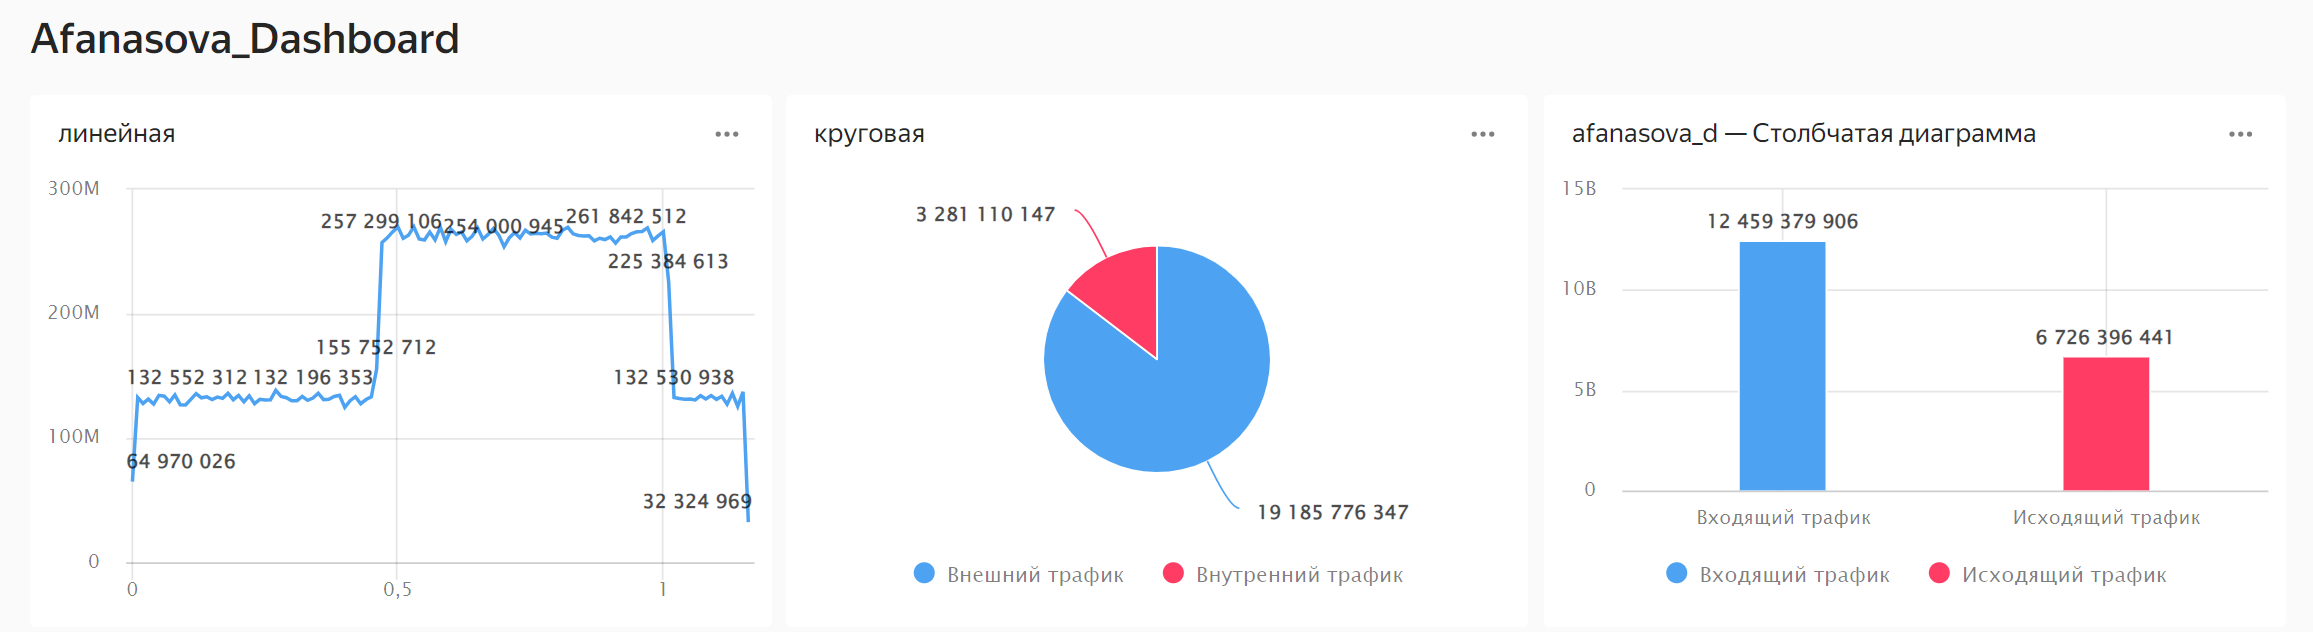 Afanasova_Dashboard
линейная
300M
200M
100M
0
257 299 106
254 000 945
261 842 512
225 384 613
155 752 712
132 552 312
132 196 353
132 530 938
64 970 026
32 324 969
0
0,5
1
круговая
3 281 110 147
19 185 776 347
Внешний трафик
Внутренний трафик
afanasova_d — Столбчатая диаграмма
15B
10B
5B
0
12 459 379 906
6 726 396 441
Входящий трафик
Исходящий трафик
Входящий трафик
Исходящий трафик